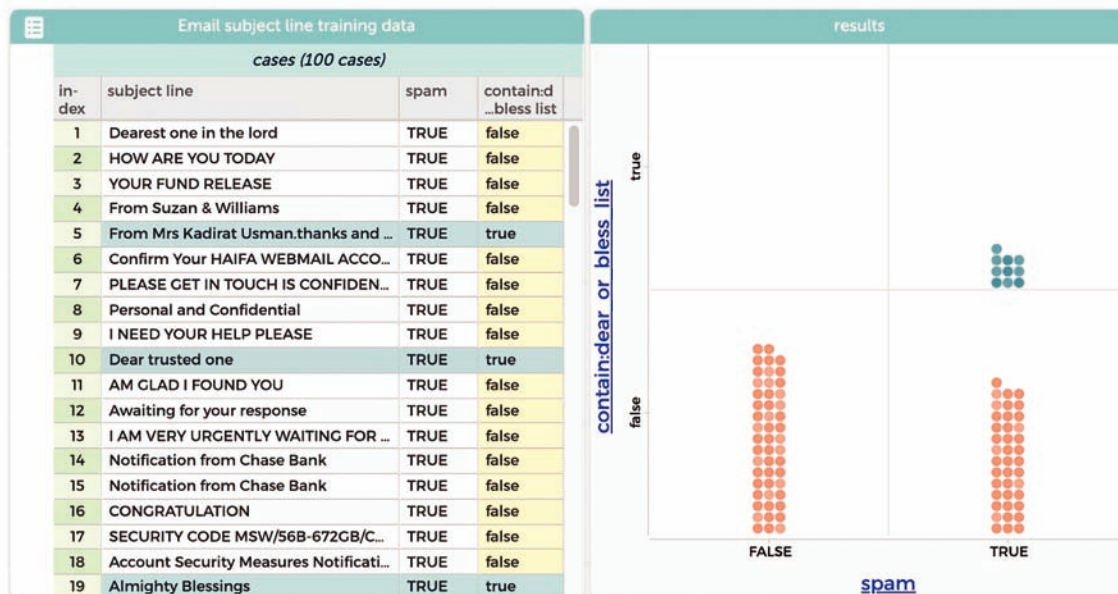 Email subject line training data
cases (100 cases)
in-
dex
subject line
spam
contain:d
...bless list
1 Dearest one in the lord TRUE false
2 HOW ARE YOU TODAY TRUE false
3 YOUR FUND RELEASE TRUE false
4 From Suzan & Williams TRUE false
5 From Mrs Kadirat Usman.thanks and ... TRUE true
6 Confirm Your HAIFA WEBMAIL ACCO... TRUE false
7 PLEASE GET IN TOUCH IS CONFIDEN... TRUE false
8 Personal and Confidential TRUE false
9 I NEED YOUR HELP PLEASE TRUE false
10 Dear trusted one TRUE true
11 AM GLAD I FOUND YOU TRUE false
12 Awaiting for your response TRUE false
13 I AM VERY URGENTLY WAITING FOR ... TRUE false
14 Notification from Chase Bank TRUE false
15 Notification from Chase Bank TRUE false
16 CONGRATULATION TRUE false
17 SECURITY CODE MSW/56B-672GB/C... TRUE false
18 Account Security Measures Notificati... TRUE false
19 Almighty Blessings TRUE true
results
contain:dear_or_bless_list
true
false
FALSE TRUE
spam